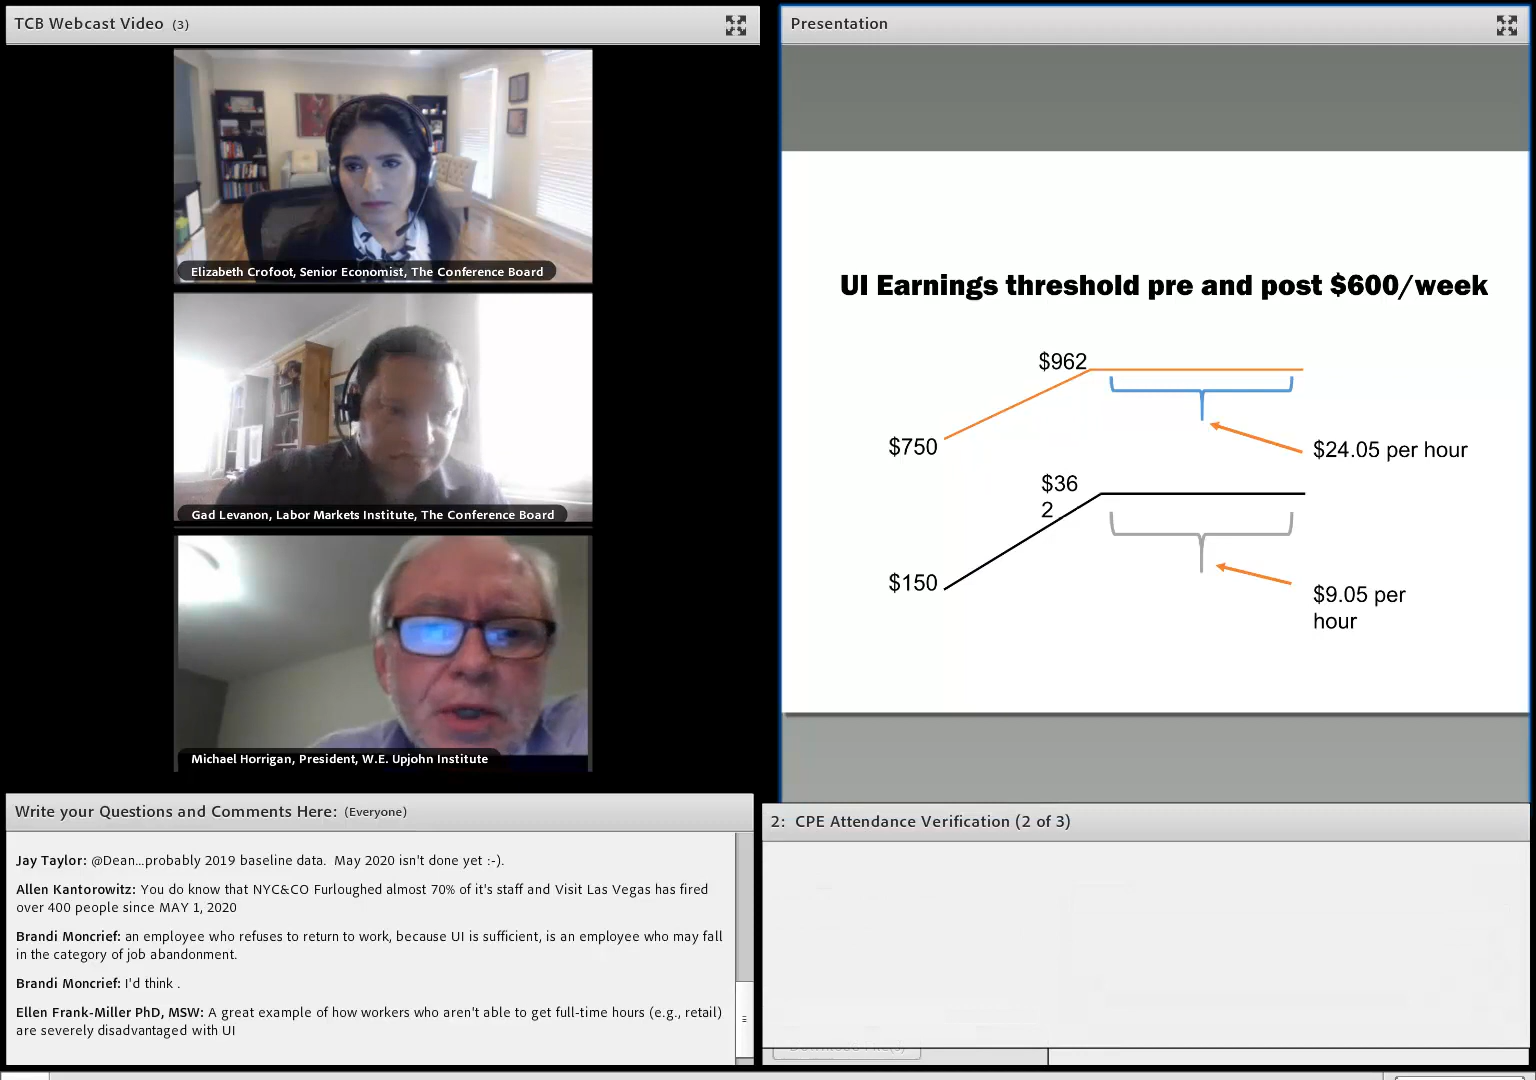 TCB Webcast Video (3)
Elizabeth Crofoot, Senior Economist, The Conference Board
Gad Levanon, Labor Markets Institute, The Conference Board
Michael Horrigan, President, W.E. Upjohn Institute
Presentation
UI Earnings threshold pre and post $600/week
$962
$750
$24.05 per hour
$36
2
$150
$9.05 per
hour
Write your Questions and Comments Here: (Everyone)
Jay Taylor: @Dean...probably 2019 baseline data. May 2020 isn't done yet :-).
Allen Kantorowitz: You do know that NYC&CO Furloughed almost 70% of it's staff and Visit Las Vegas has fired
over 400 people since MAY 1, 2020
Brandi Moncrief: an employee who refuses to return to work, because UI is sufficient, is an employee who may fall
in the category of job abandonment.
Brandi Moncrief: I'd think .
Ellen Frank-Miller PhD, MSW: A great example of how workers who aren't able to get full-time hours (e.g., retail)
are severely disadvantaged with UI
2: CPE Attendance Verification (2 of 3)